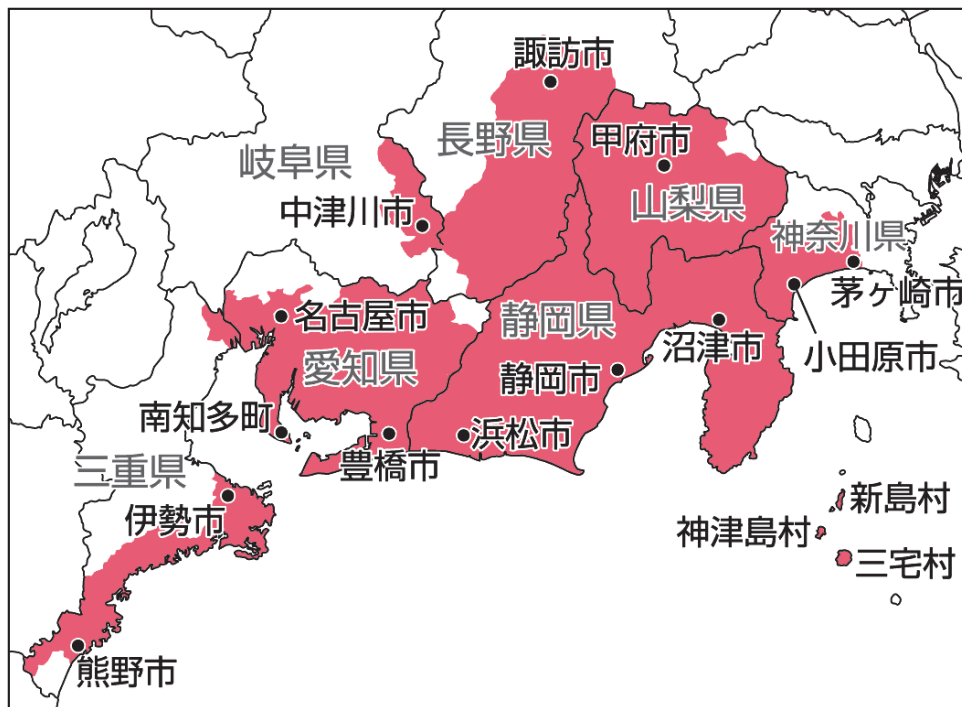 諏訪市
長野県
甲府市
岐阜県
山梨県
中津川市
神奈川県
茅ヶ崎市
名古屋市
静岡県
沼津市
小田原市
愛知県
静岡市
南知多町
浜松市
豊橋市
三重県
伊勢市
新島村
神津島村
三宅村
熊野市